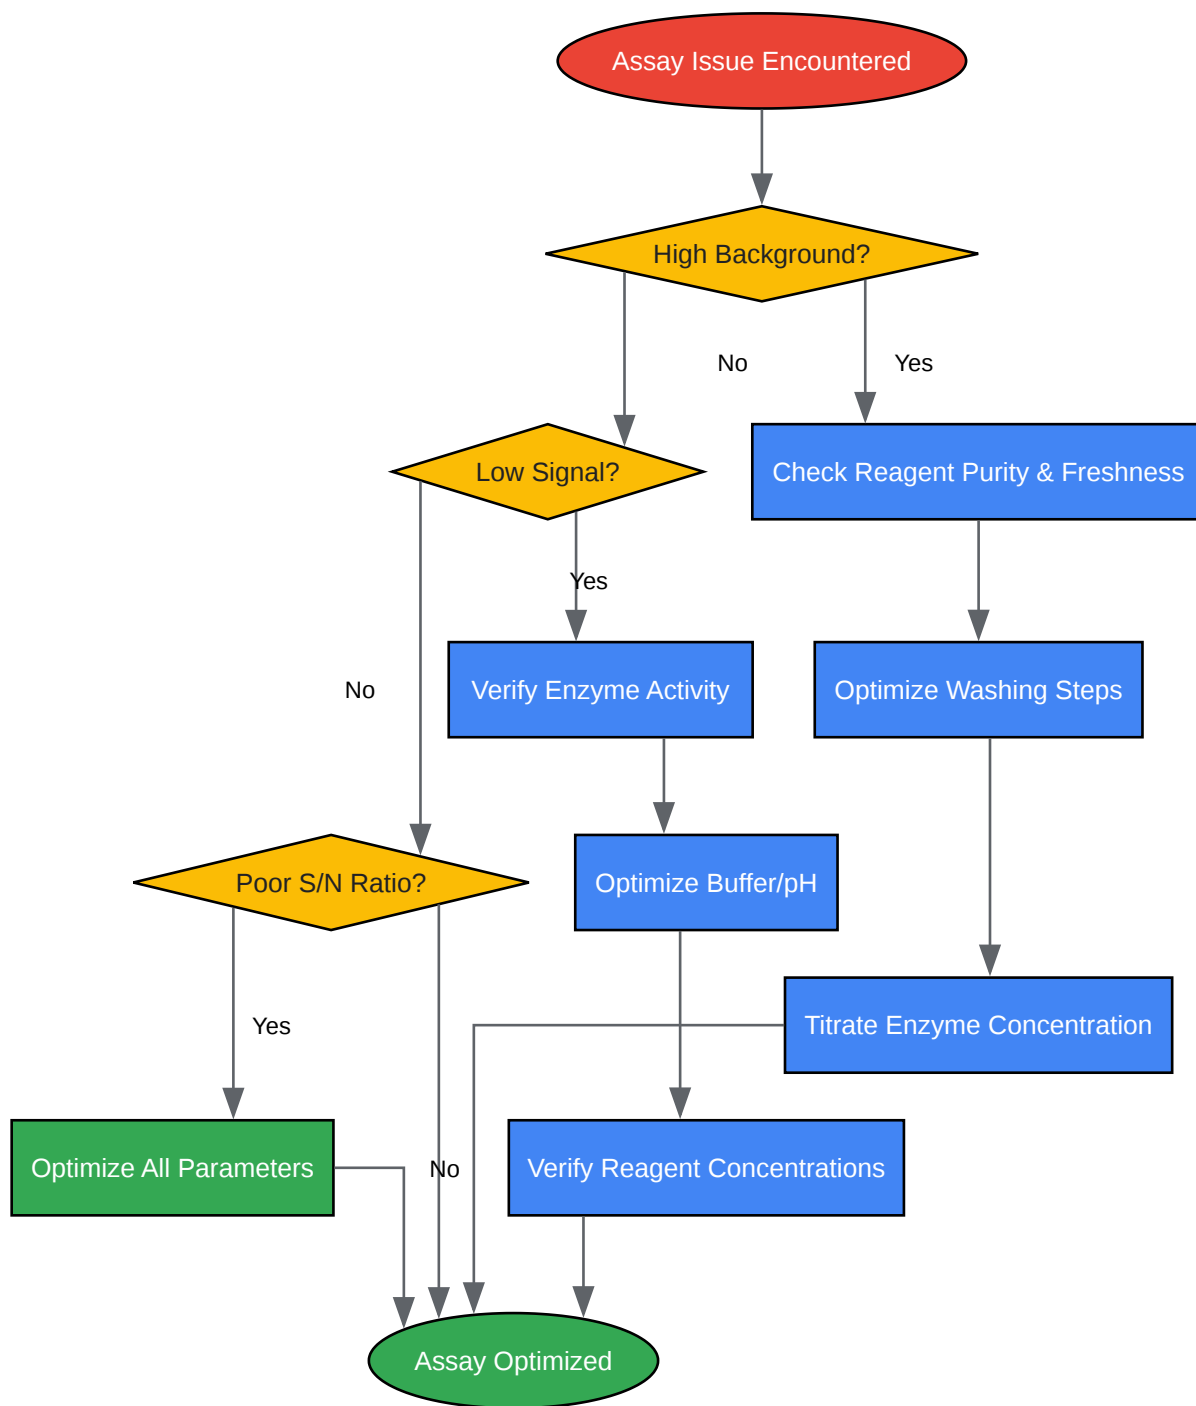 Assay Issue Encountered
High Background?
No
Yes
Low Signal?
Check Reagent Purity & Freshness
Yes
No
Verify Enzyme Activity
Optimize Washing Steps
Poor S/N Ratio?
Optimize Buffer/pH
Yes
Titrate Enzyme Concentration
Optimize All Parameters
No
Verify Reagent Concentrations
Assay Optimized